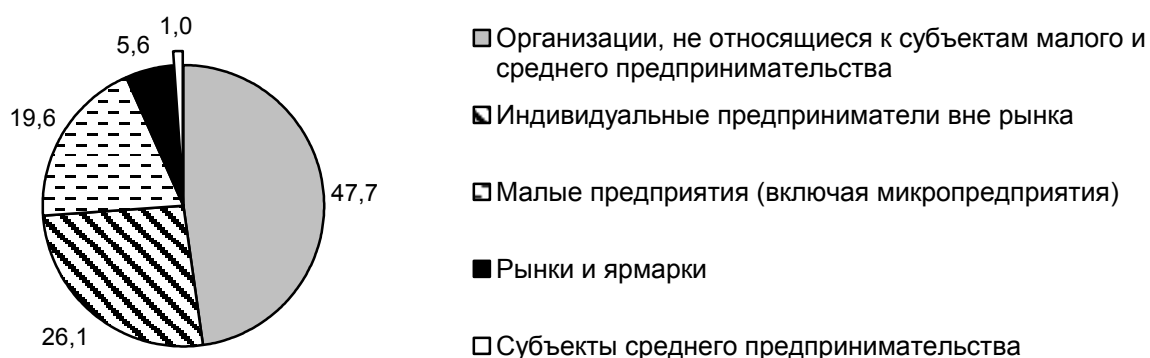 1,0
5,6
19,6
47,7
26,1
Организации, не относящиеся к субъектам малого и
среднего предпринимательства
Индивидуальные предприниматели вне рынка
Малые предприятия (включая микропредприятия)
Рынки и ярмарки
Субъекты среднего предпринимательства